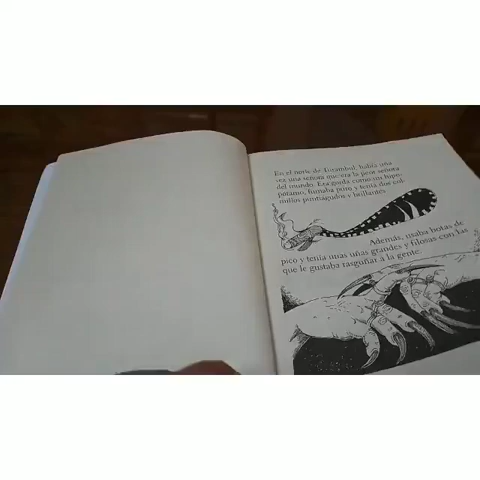 En el norte de Turambul, había una
vez una señora que era la peor señora
del mundo. Era gorda como un hipo-
pótamo, fumaba puro y tenía dos col-
millos puntiagudos y brillantes.
Además, usaba botas de
pico y tenía unas uñas grandes y filosas con las
que le gustaba rasguñar a la gente.